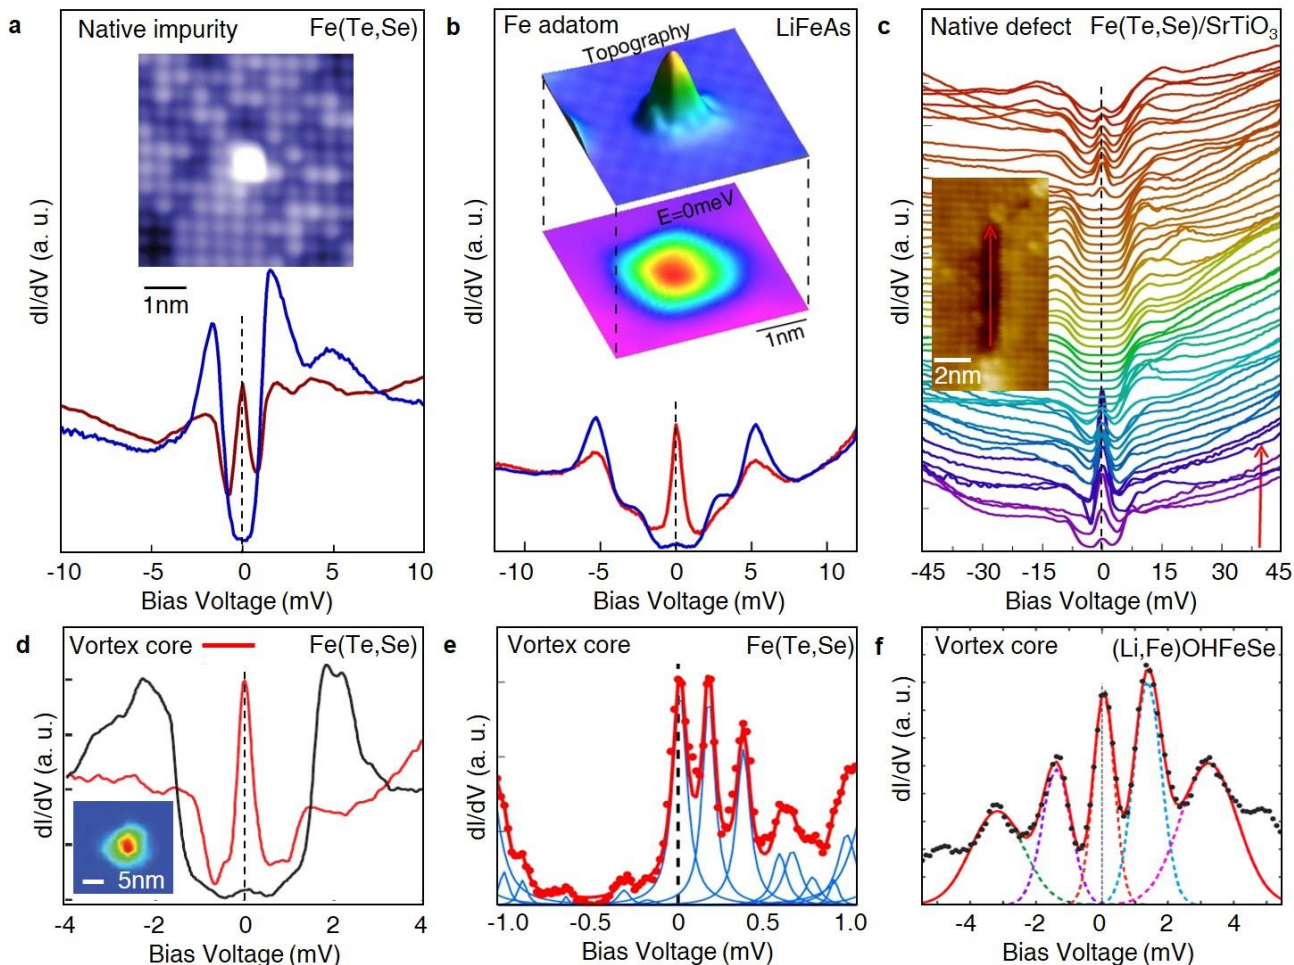 a Native impurity Fe(Te,Se)
1nm
dI/dV (a. u.)
-10 -5 0 5 10
Bias Voltage (mV)
b Fe adatom LiFeAs
Topography
E=0meV
1nm
dI/dV (a. u.)
-10 -5 0 5 10
Bias Voltage (mV)
c Native defect Fe(Te,Se)/SrTiO₃
2nm
dI/dV (a. u.)
-45 -30 -15 0 15 30 45
Bias Voltage (mV)
d Vortex core Fe(Te,Se)
5nm
dI/dV (a. u.)
-4 -2 0 2 4
Bias Voltage (mV)
e Vortex core Fe(Te,Se)
dI/dV (a. u.)
-1.0 -0.5 0 0.5 1.0
Bias Voltage (mV)
f Vortex core (Li,Fe)OHFeSe
dI/dV (a. u.)
-4 -2 0 2 4
Bias Voltage (mV)